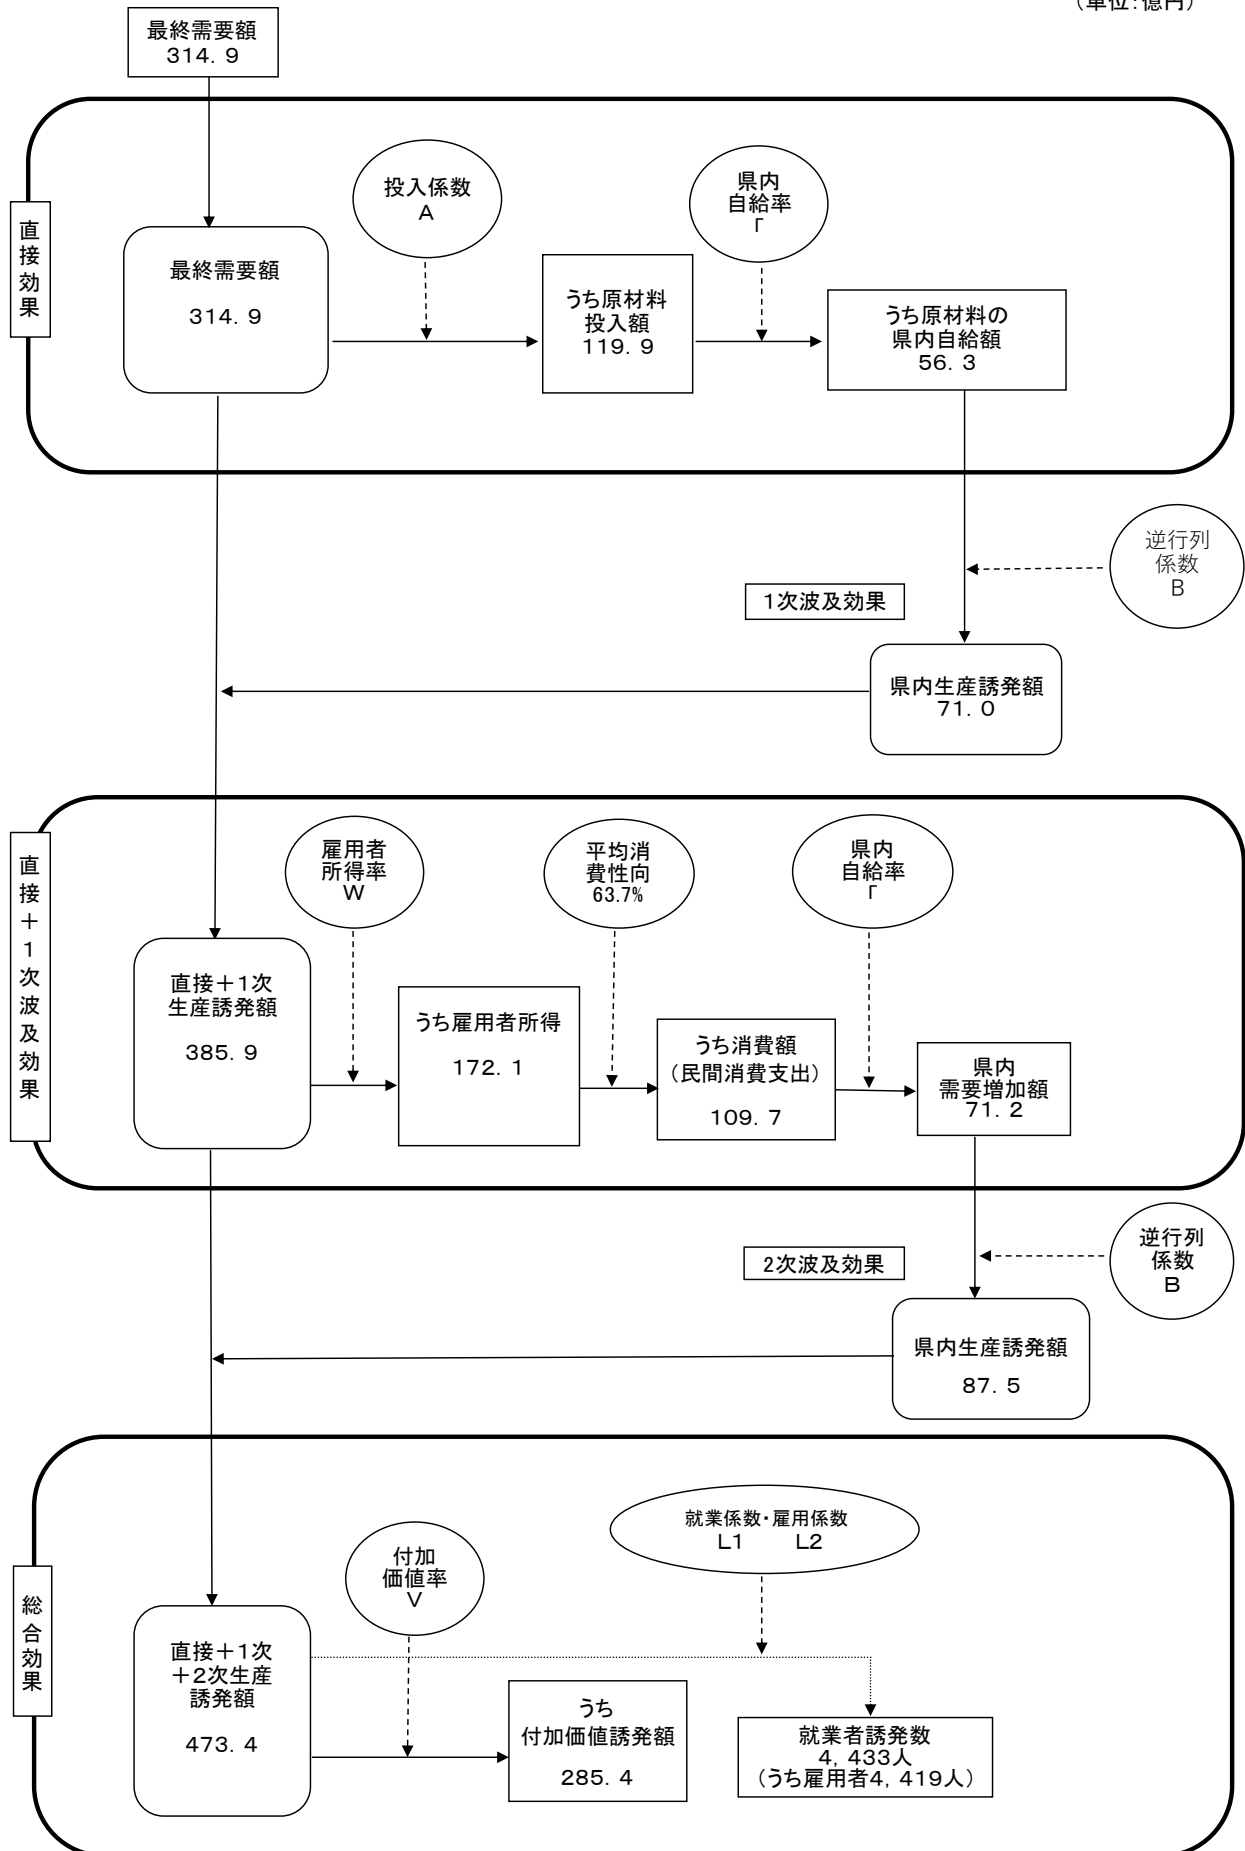 （単位：億円）
最終需要額
３１４．９
直接効果
投入係数
Ａ
県内
自給率
Γ
最終需要額
３１４．９
うち原材料
投入額
１１９．９
うち原材料の
県内自給額
５６．３
逆行列
係数
Ｂ
１次波及効果
県内生産誘発額
７１．０
直接＋１次波及効果
雇用者
所得率
Ｗ
平均消
費性向
63.7%
県内
自給率
Γ
直接＋１次
生産誘発額
３８５．９
うち雇用者所得
１７２．１
うち消費額
（民間消費支出）
１０９．７
県内
需要増加額
７１．２
２次波及効果
逆行列
係数
Ｂ
県内生産誘発額
８７．５
総合効果
就業係数・雇用係数
Ｌ１　　Ｌ２
付加
価値率
Ｖ
直接＋１次
＋２次生産
誘発額
４７３．４
うち
付加価値誘発額
２８５．４
就業者誘発数
４，４３３人
（うち雇用者４，４１９人）